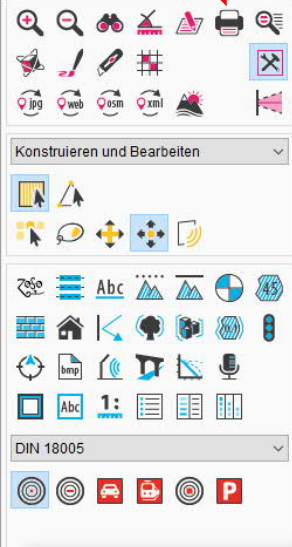 jpg web osm xml
Konstruieren und Bearbeiten
Abc 45
bmp
Abc 1:
DIN 18005
P